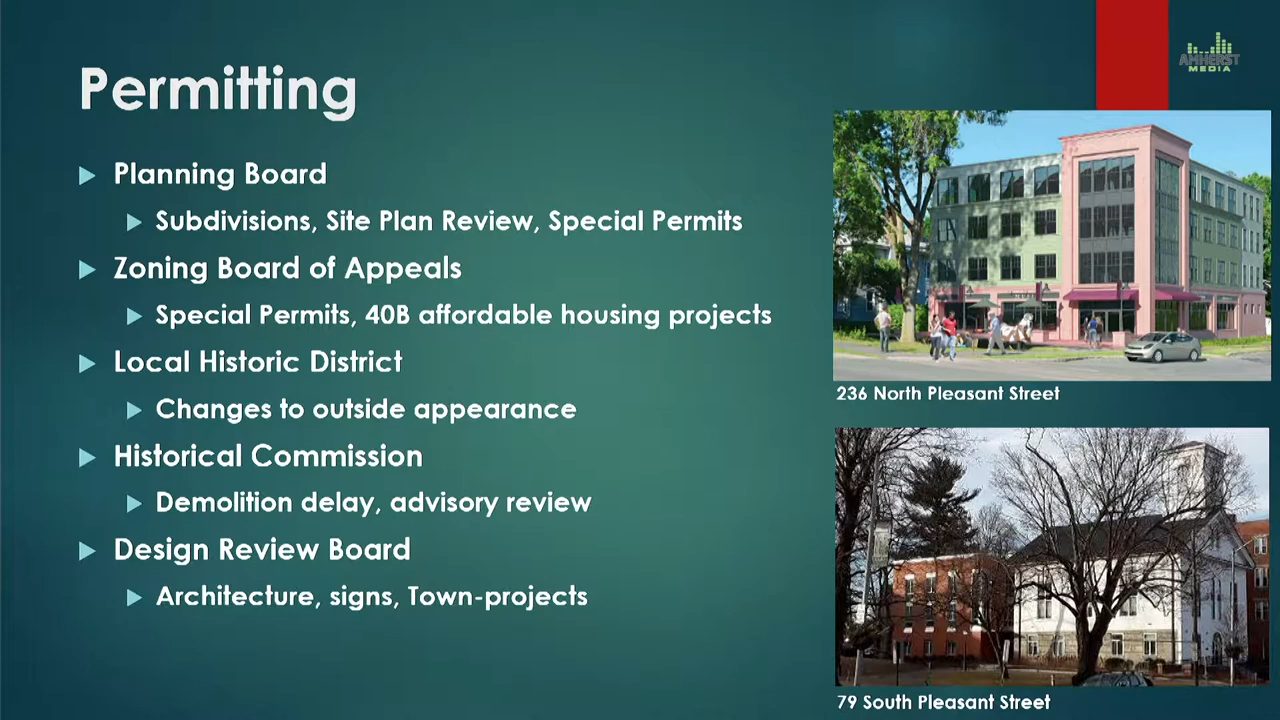 AMHERST
MEDIA
Permitting
Planning Board
Subdivisions, Site Plan Review, Special Permits
Zoning Board of Appeals
Special Permits, 40B affordable housing projects
Local Historic District
Changes to outside appearance
Historical Commission
Demolition delay, advisory review
Design Review Board
Architecture, signs, Town-projects
236 North Pleasant Street
79 South Pleasant Street